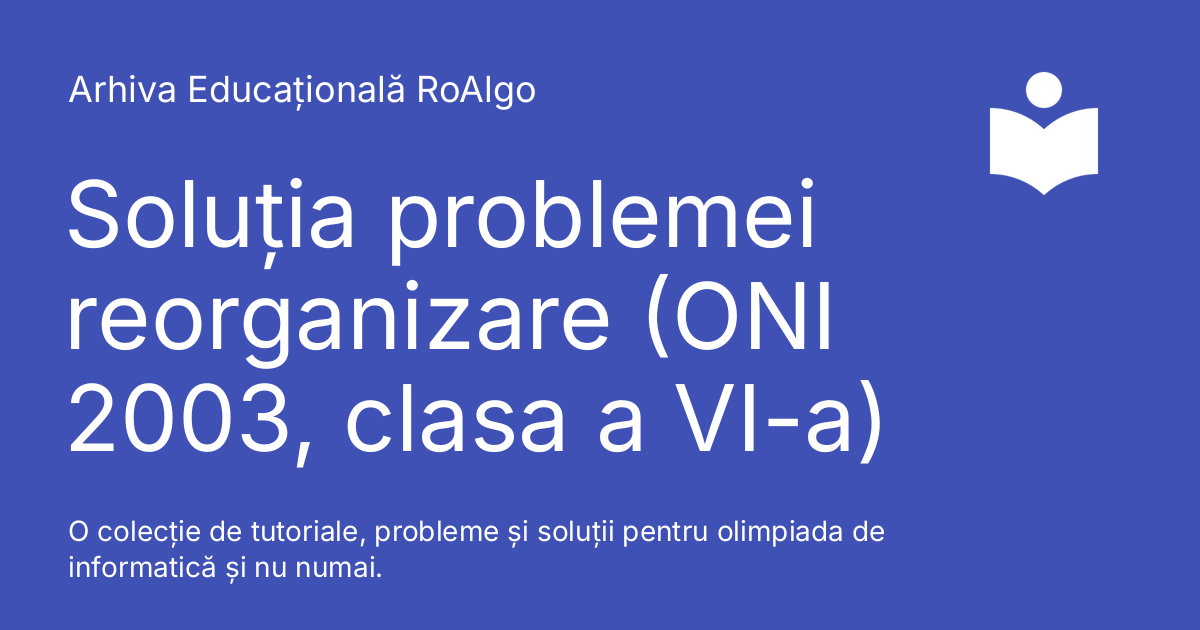 Arhiva Educațională RoAlgo
Soluția problemei
reorganizare (ONI
2003, clasa a VI-a)
O colecție de tutoriale, probleme și soluții pentru olimpiada de
informatică și nu numai.